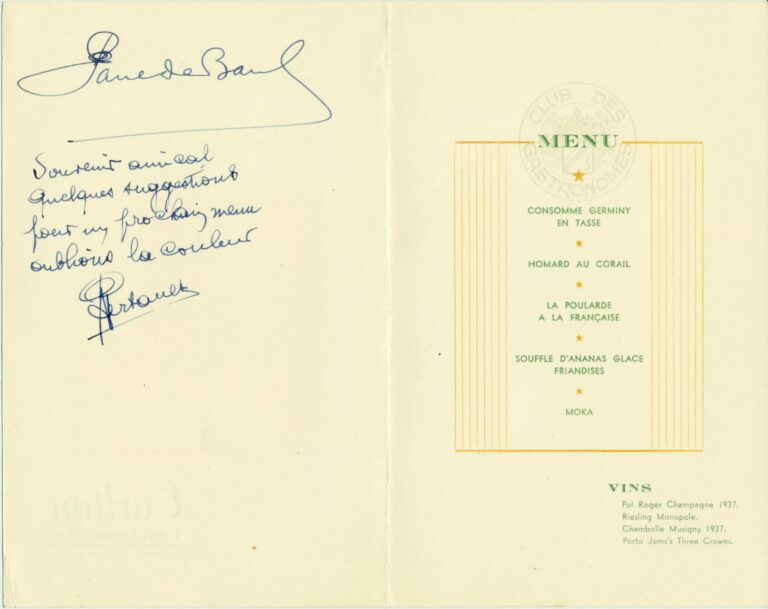 Souvenir amical
quelques suggestions
pour un prochain menu
oublions la couleur
CLUB DES
GASTRONOMES
MENU
CONSOMME GERMINY
EN TASSE
HOMARD AU CORAIL
LA POULARDE
A LA FRANÇAISE
SOUFFLE D'ANANAS GLACE
FRIANDISES
MOKA
VINS
Pol Roger Champagne 1937.
Riesling Monopole.
Chambolle Musigny 1937.
Porto Jems's Three Crowns.
Carlton